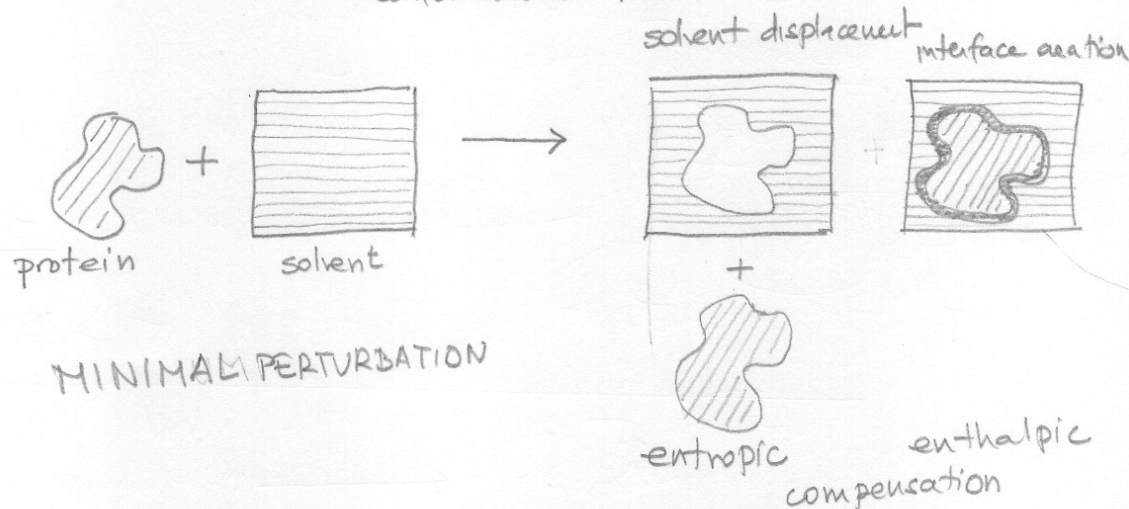 solvent displacement
interface creation
+
+
protein
solvent
+
MINIMAL PERTURBATION
entropic
enthalpic
compensation